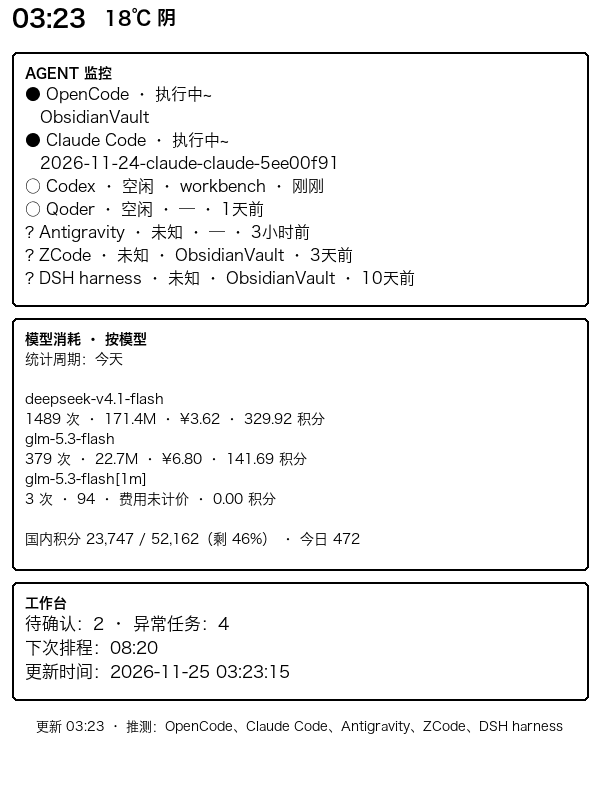 03:23 18℃ 阴
AGENT 监控
● OpenCode · 执行中~
ObsidianVault
● Claude Code · 执行中~
2026-11-24-claude-claude-5ee00f91
○ Codex · 空闲 · workbench · 刚刚
○ Qoder · 空闲 · — · 1天前
? Antigravity · 未知 · — · 3小时前
? ZCode · 未知 · ObsidianVault · 3天前
? DSH harness · 未知 · ObsidianVault · 10天前
模型消耗 · 按模型
统计周期：今天
deepseek-v4.1-flash
1489 次 · 171.4M · ¥3.62 · 329.92 积分
glm-5.3-flash
379 次 · 22.7M · ¥6.80 · 141.69 积分
glm-5.3-flash[1m]
3 次 · 94 · 费用未计价 · 0.00 积分
国内积分 23,747 / 52,162（剩 46%） · 今日 472
工作台
待确认：2 · 异常任务：4
下次排程：08:20
更新时间：2026-11-25 03:23:15
更新 03:23 · 推测：OpenCode、Claude Code、Antigravity、ZCode、DSH harness